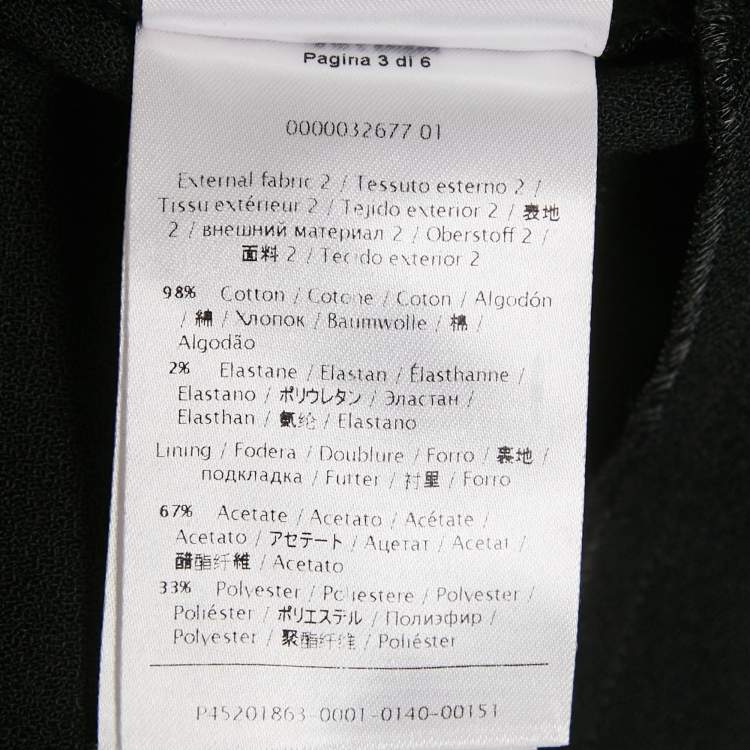 Pagina 3 di 6
0000032677 01
External fabric 2 / Tessuto esterno 2 /
Tissu extérieur 2 / Tejido exterior 2 / 表地
2 / внешний материал 2 / Oberstoff 2 /
面料 2 / Tecido exterior 2
98% Cotton / Cotone / Coton / Algodón
/ 綿 / Хлопок / Baumwolle / 棉 /
Algodão
2% Elastane / Elastan / Élasthanne /
Elastano / ポリウレタン / Эластан /
Elasthan / 氨纶 / Elastano
Lining / Fodera / Doublure / Forro / 裏地 /
подкладка / Futter / 衬里 / Forro
67% Acetate / Acetato / Acétate /
Acetato / アセテート / Ацетат / Acetat /
醋酯纤维 / Acetato
33% Polyester / Poliestere / Polyester /
Poliéster / ポリエステル / Полиэфир /
Polyester / 聚酯纤维 / Poliéster
P45201863-0001-0140-00151